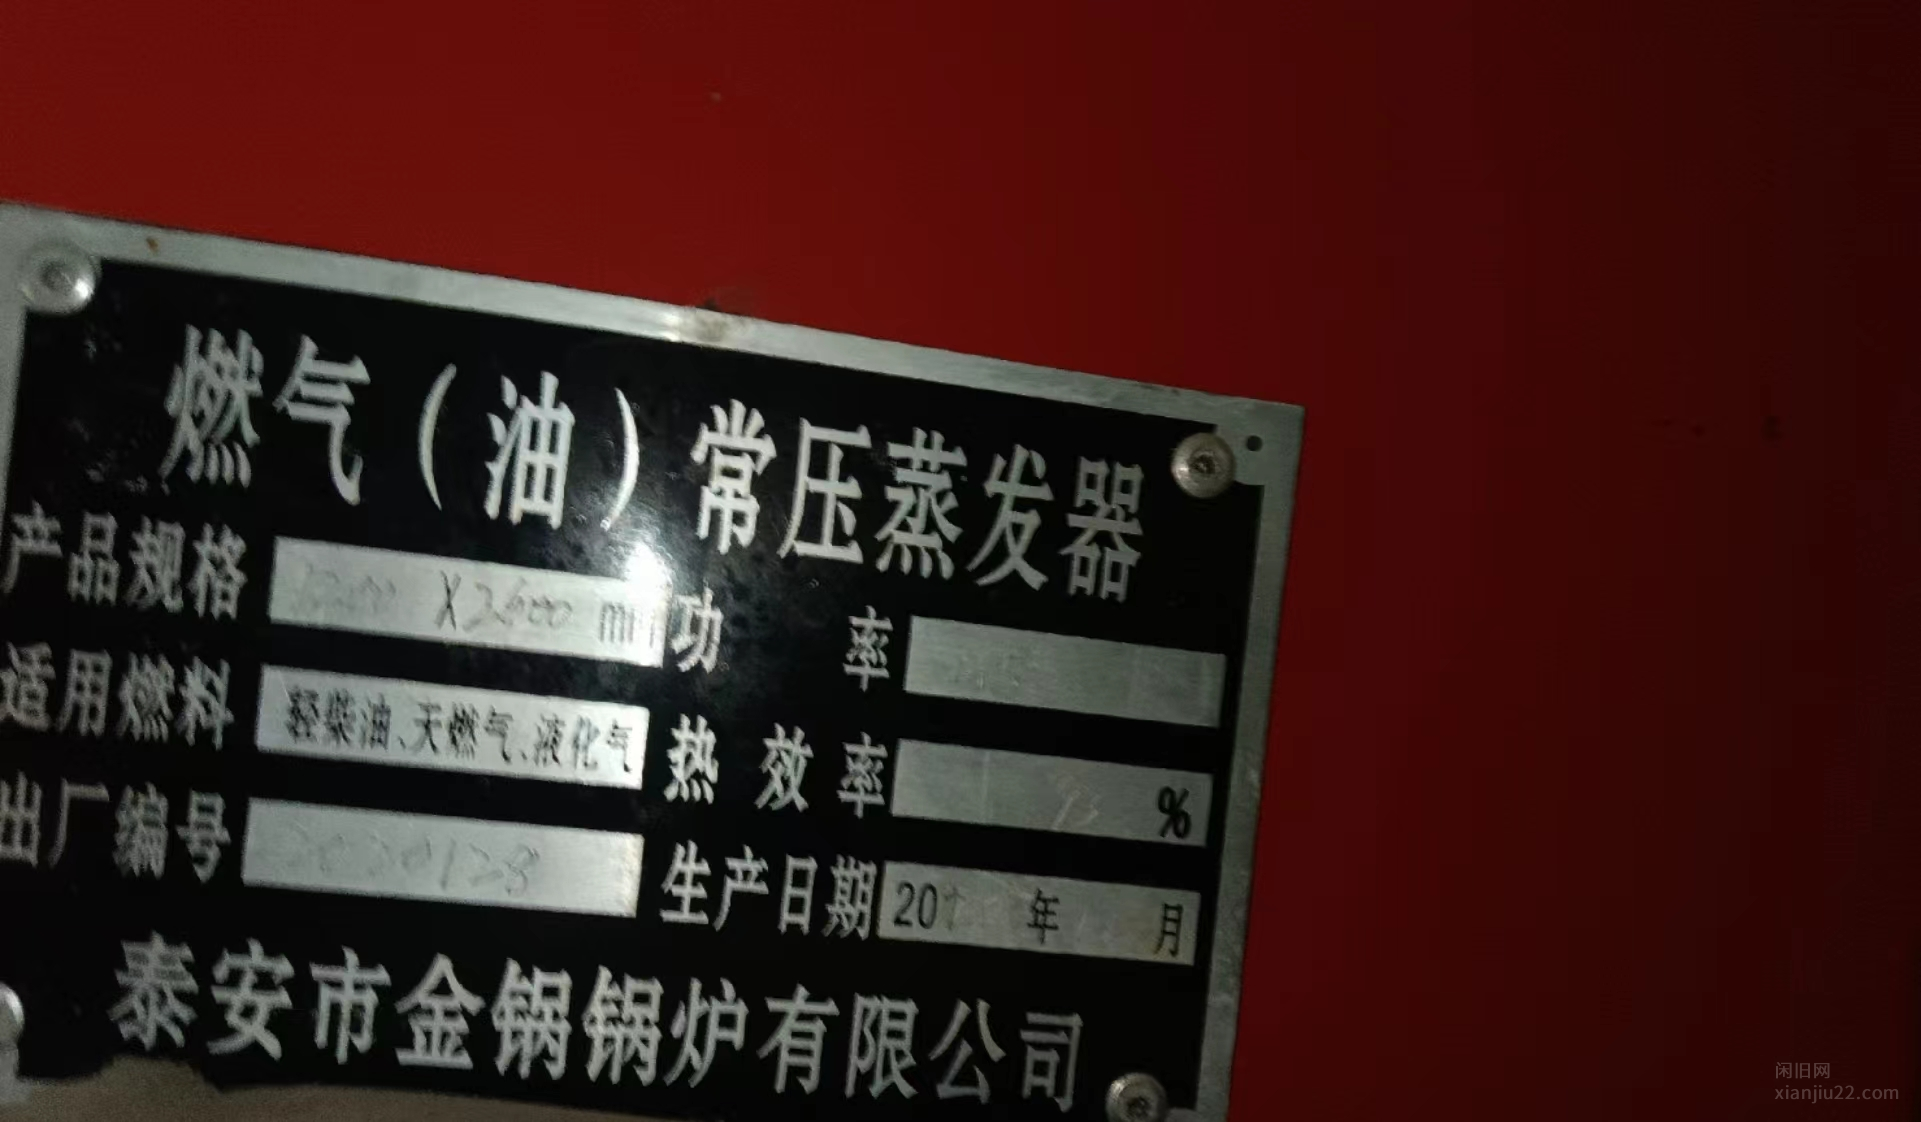 燃气（油）常压蒸发器
产品规格 X2600 mm 功 率
适用燃料 轻柴油、天燃气、液化气 热效率 93 %
出厂编号 2020128 生产日期 201 年 月
泰安市金锅锅炉有限公司
闲旧网
xianjiu22.com